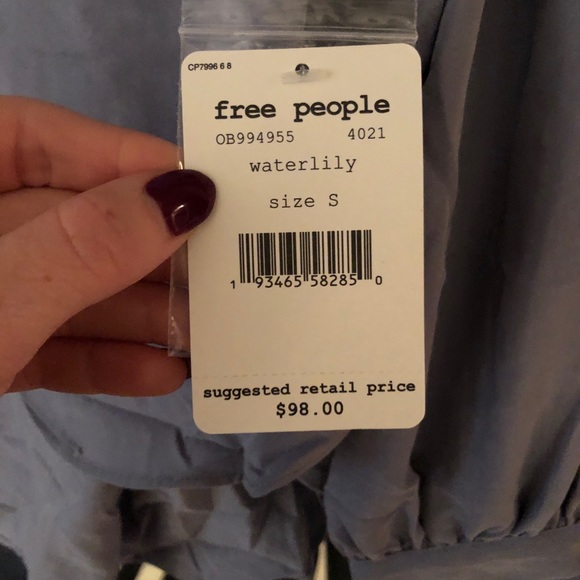 CP7996 6 8
free people
OB994955 4021
waterlily
size S
1 93465 58285 0
suggested retail price
$98.00